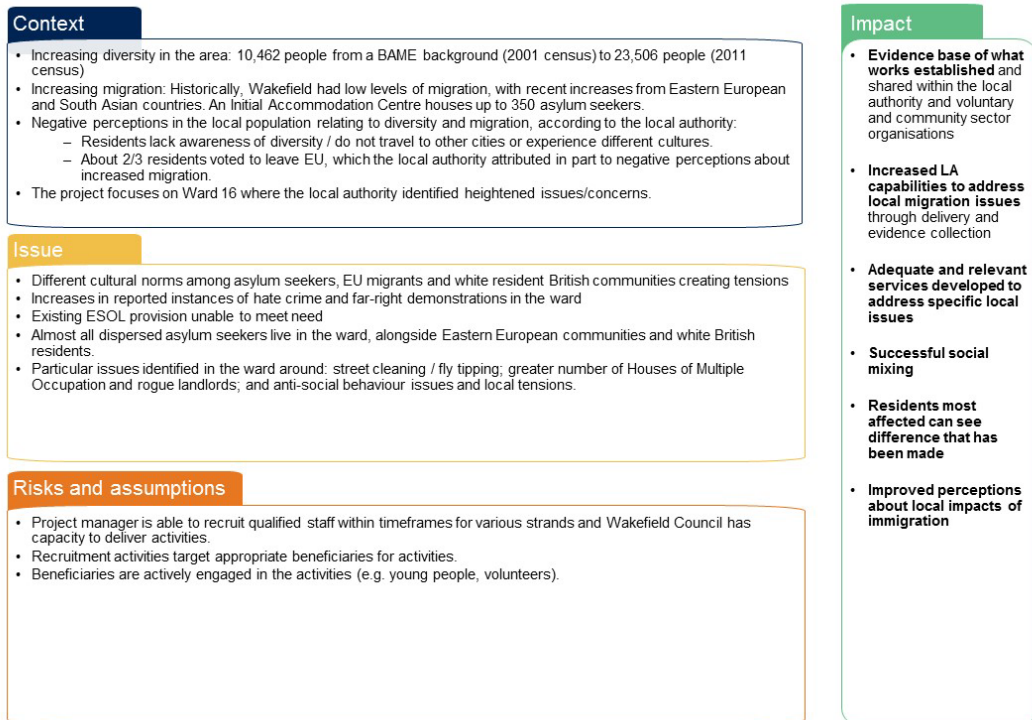 Context
• Increasing diversity in the area: 10,462 people from a BAME background (2001 census) to 23,506 people (2011
census)
• Increasing migration: Historically, Wakefield had low levels of migration, with recent increases from Eastern European
and South Asian countries. An Initial Accommodation Centre houses up to 350 asylum seekers.
• Negative perceptions in the local population relating to diversity and migration, according to the local authority:
– Residents lack awareness of diversity / do not travel to other cities or experience different cultures.
– About 2/3 residents voted to leave EU, which the local authority attributed in part to negative perceptions about
increased migration.
• The project focuses on Ward 16 where the local authority identified heightened issues/concerns.
Issue
• Different cultural norms among asylum seekers, EU migrants and white resident British communities creating tensions
• Increases in reported instances of hate crime and far-right demonstrations in the ward
• Existing ESOL provision unable to meet need
• Almost all dispersed asylum seekers live in the ward, alongside Eastern European communities and white British
residents.
• Particular issues identified in the ward around: street cleaning / fly tipping; greater number of Houses of Multiple
Occupation and rogue landlords; and anti-social behaviour issues and local tensions.
Risks and assumptions
• Project manager is able to recruit qualified staff within timeframes for various strands and Wakefield Council has
capacity to deliver activities.
• Recruitment activities target appropriate beneficiaries for activities.
• Beneficiaries are actively engaged in the activities (e.g. young people, volunteers).
Impact
• Evidence base of what
works established and
shared within the local
authority and voluntary
and community sector
organisations
• Increased LA
capabilities to address
local migration issues
through delivery and
evidence collection
• Adequate and relevant
services developed to
address specific local
issues
• Successful social
mixing
• Residents most
affected can see
difference that has
been made
• Improved perceptions
about local impacts of
immigration